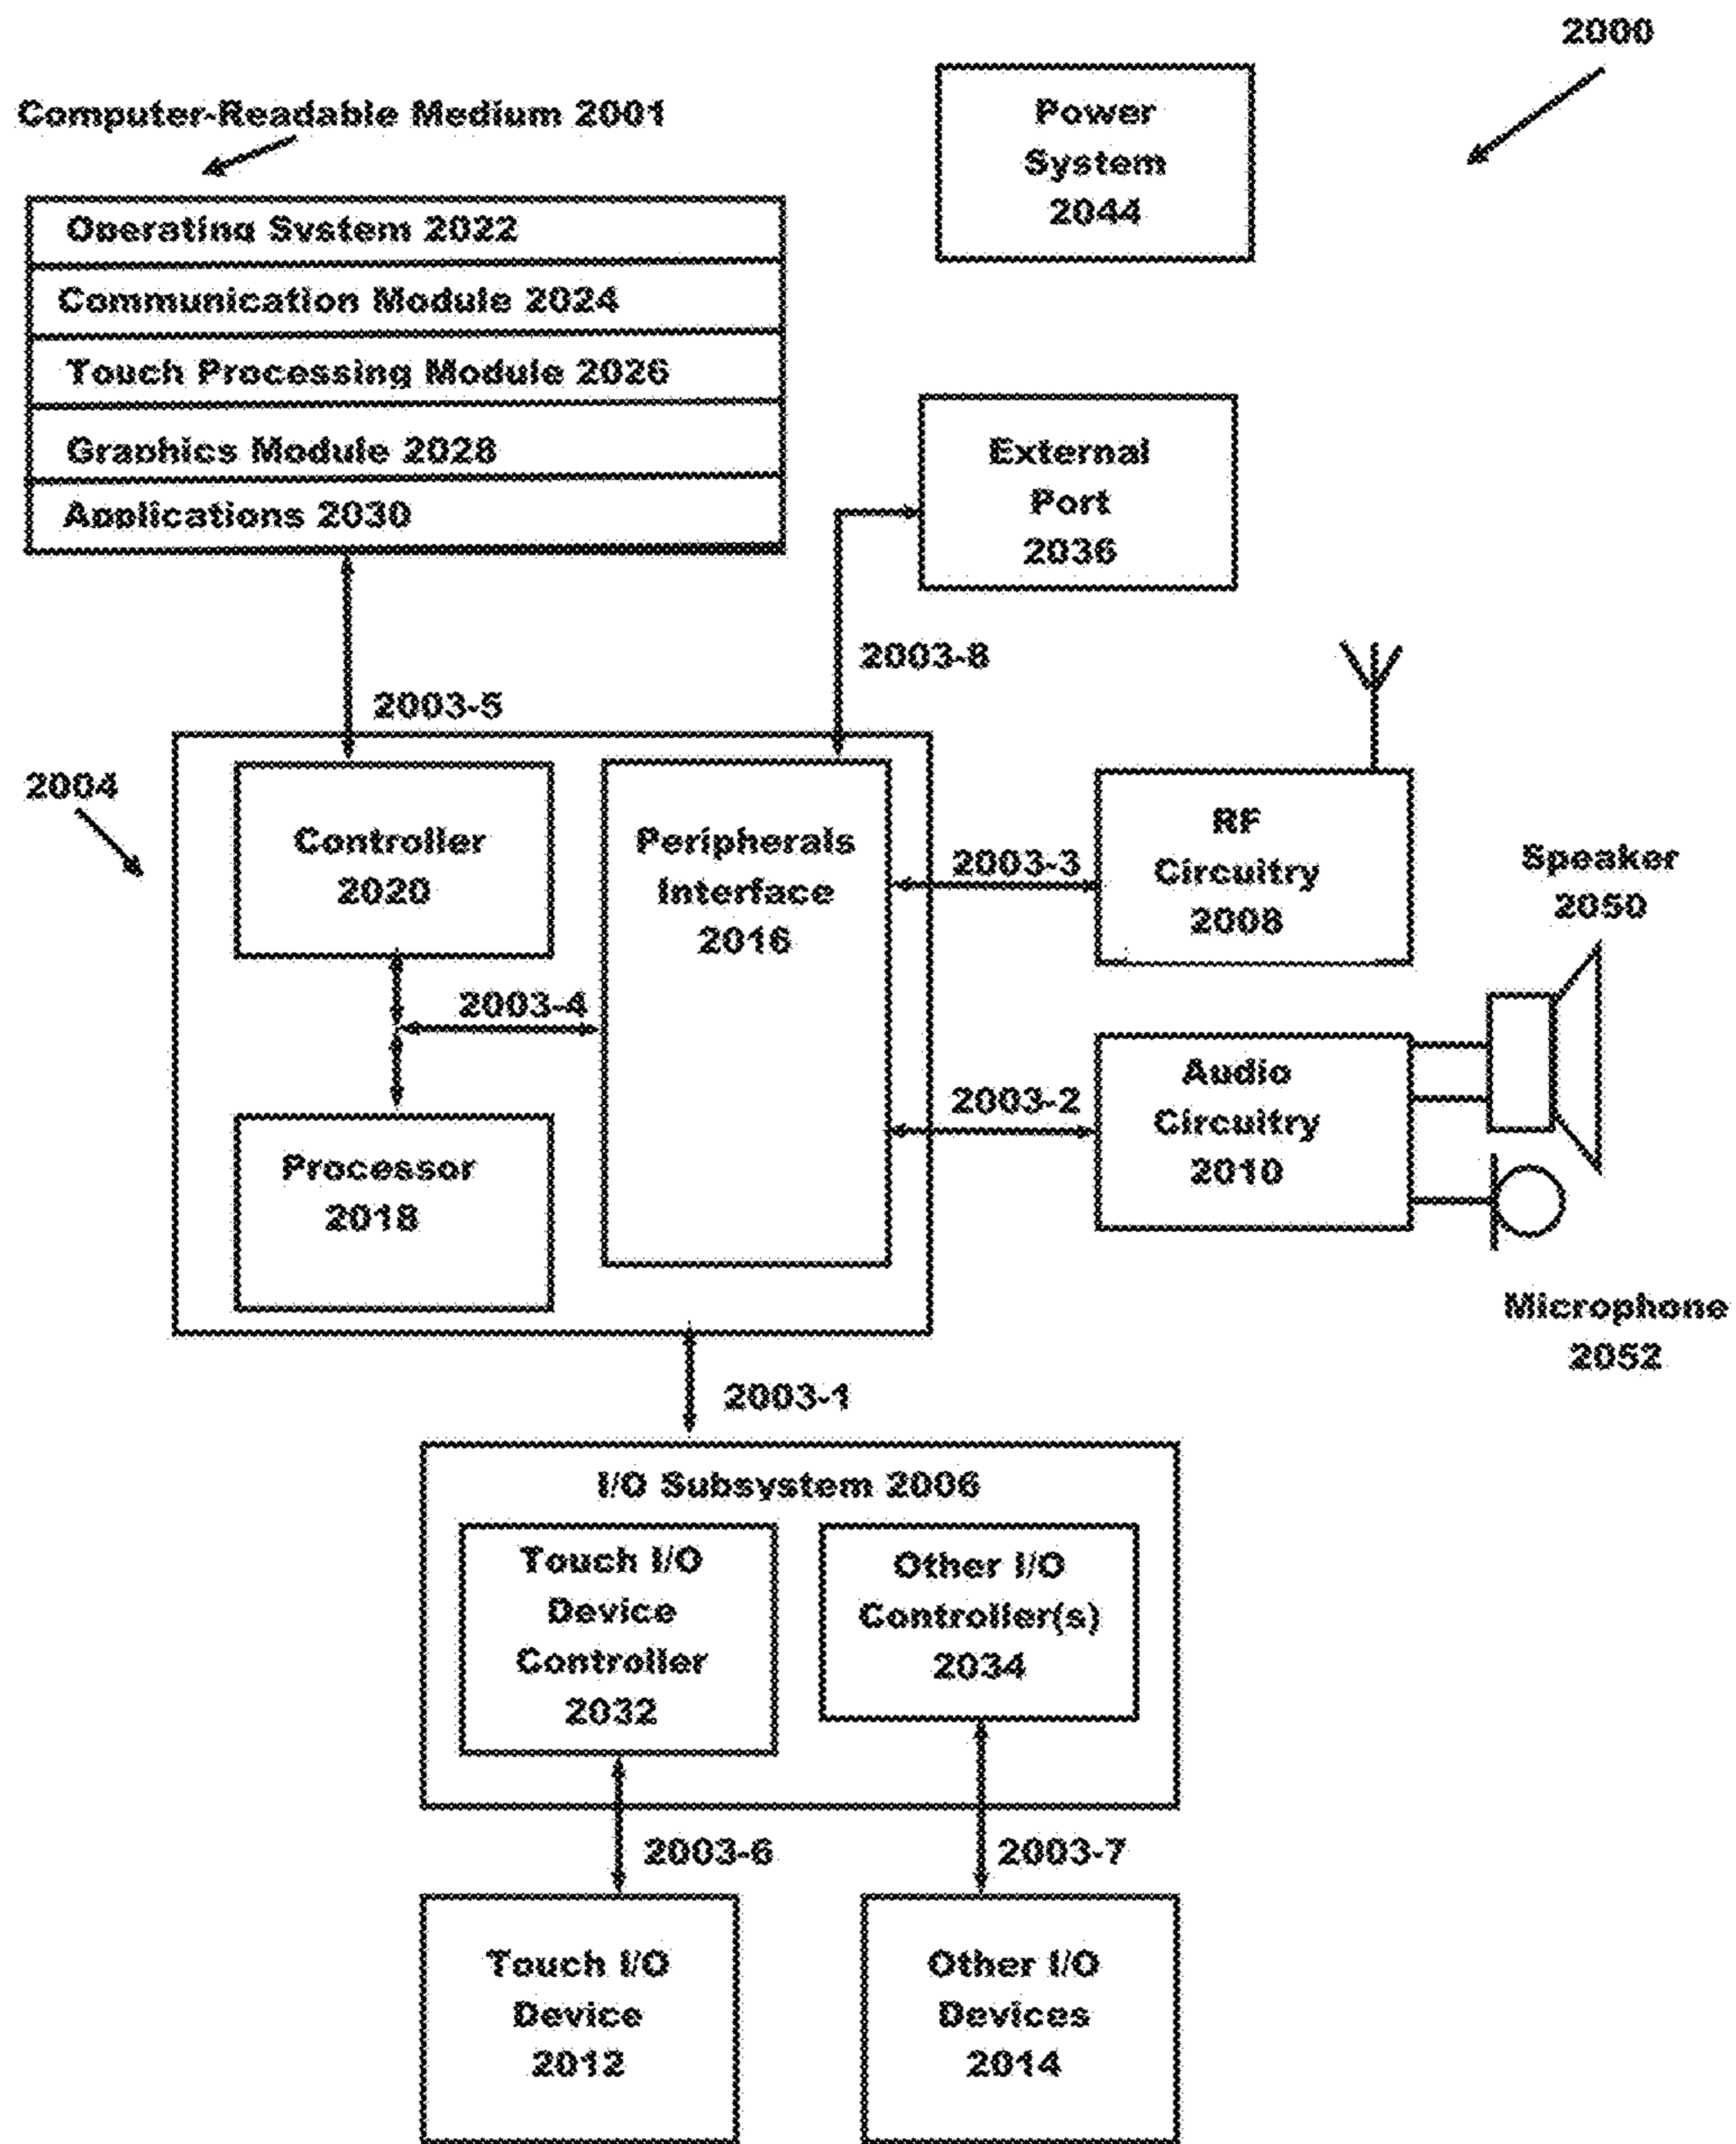 2000
Power
System
2044
Computer-Readable Medium 2001
Operating System 2022
Communication Module 2024
Touch Processing Module 2026
Graphics Module 2028
Applications 2030
External
Port
2036
2003-8
2003-5
2004
Controller
2020
Peripherals
Interface
2016
2003-3
RF
Circuitry
2008
Speaker
2050
2003-4
2003-2
Audio
Circuitry
2010
Processor
2018
Microphone
2052
2003-1
I/O Subsystem 2006
Touch I/O
Device
Controller
2032
Other I/O
Controller(s)
2034
2003-6
2003-7
Touch I/O
Device
2012
Other I/O
Devices
2014